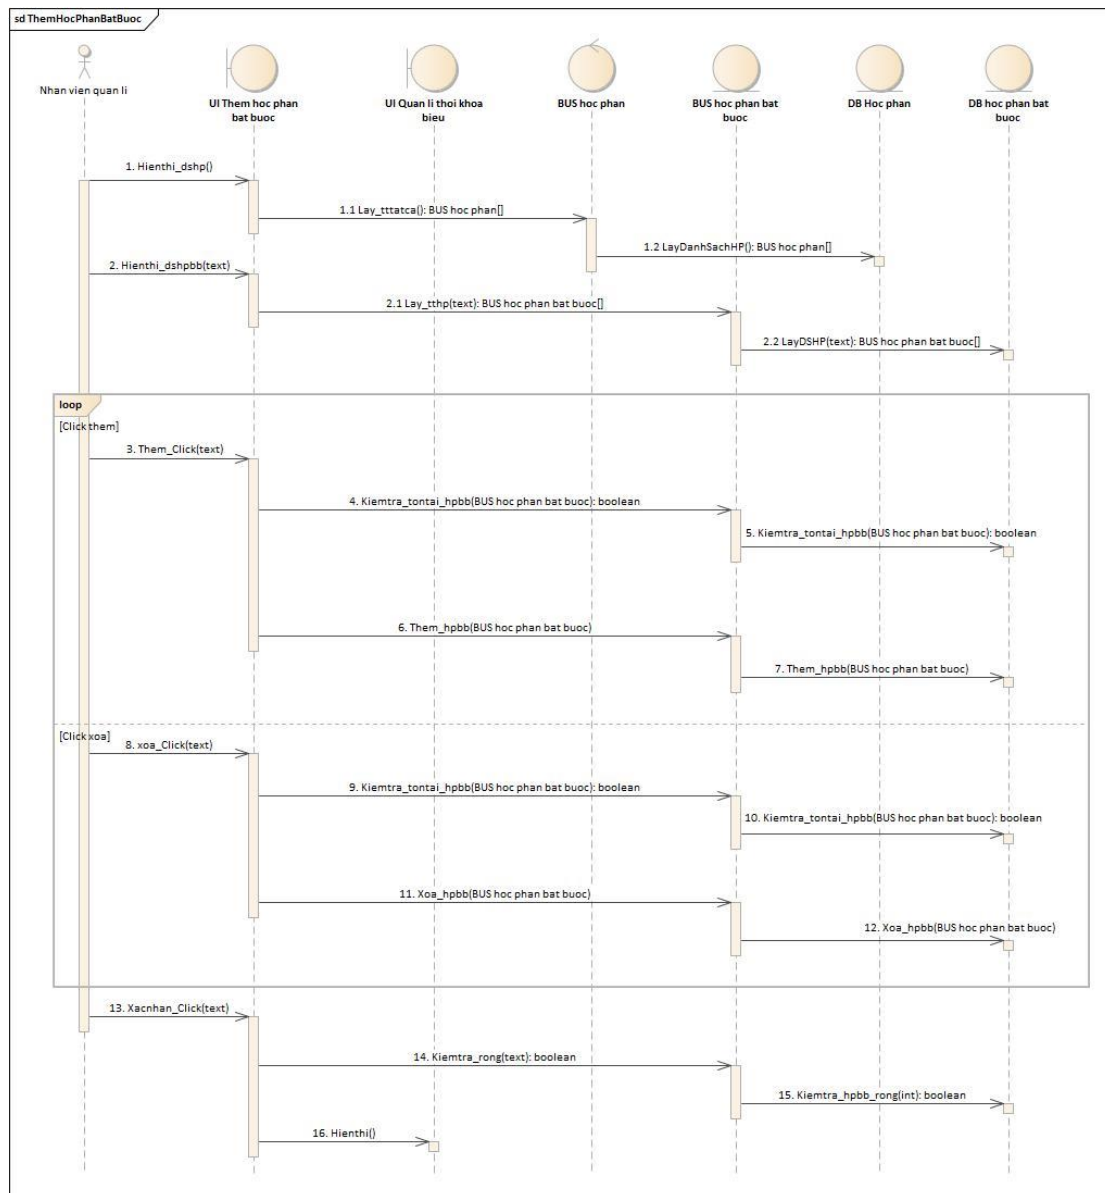 sd ThemHocPhanBatBuoc
Nhan vien quan li
UI Them hoc phan
bat buoc
UI Quan li thoi khoa
bieu
BUS hoc phan
BUS hoc phan bat
buoc
DB Hoc phan
DB hoc phan bat
buoc
1. Hienthi_dshp()
1.1 Lay_tttatca(): BUS hoc phan[]
1.2 LayDanhSachHP(): BUS hoc phan[]
2. Hienthi_dshpbb(text)
2.1 Lay_tthp(text): BUS hoc phan bat buoc[]
2.2 LayDSHP(text): BUS hoc phan bat buoc[]
loop
[Click them]
3. Them_Click(text)
4. Kiemtra_tontai_hpbb(BUS hoc phan bat buoc): boolean
5. Kiemtra_tontai_hpbb(BUS hoc phan bat buoc): boolean
6. Them_hpbb(BUS hoc phan bat buoc)
7. Them_hpbb(BUS hoc phan bat buoc)
[Click xoa]
8. xoa_Click(text)
9. Kiemtra_tontai_hpbb(BUS hoc phan bat buoc): boolean
10. Kiemtra_tontai_hpbb(BUS hoc phan bat buoc): boolean
11. Xoa_hpbb(BUS hoc phan bat buoc)
12. Xoa_hpbb(BUS hoc phan bat buoc)
13. Xacnhan_Click(text)
14. Kiemtra_rong(text): boolean
15. Kiemtra_hpbb_rong(int): boolean
16. Hienthi()